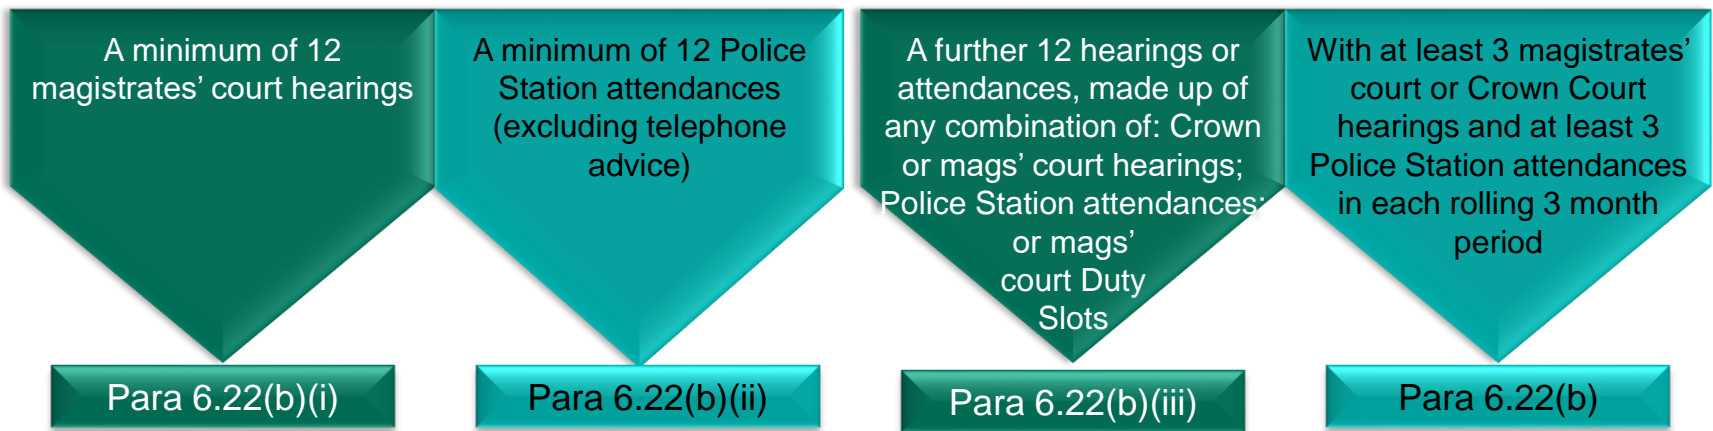 A minimum of 12
magistrates’ court hearings
A minimum of 12 Police
Station attendances
(excluding telephone
advice)
A further 12 hearings or
attendances, made up of
any combination of: Crown
or mags’ court hearings;
Police Station attendances;
or mags’
court Duty
Slots
With at least 3 magistrates’
court or Crown Court
hearings and at least 3
Police Station attendances
in each rolling 3 month
period
Para 6.22(b)(i)
Para 6.22(b)(ii)
Para 6.22(b)(iii)
Para 6.22(b)